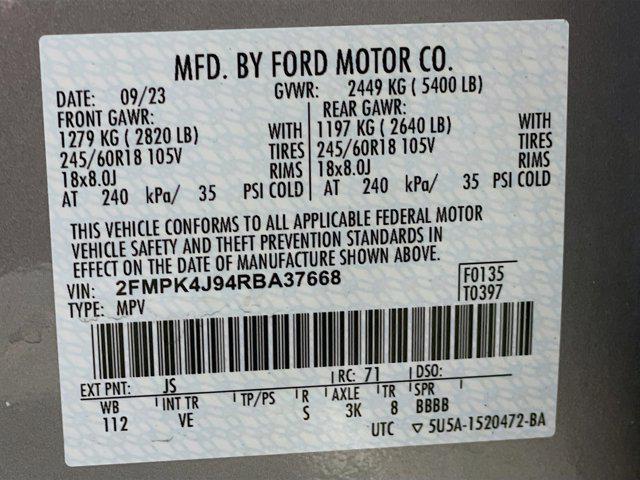 MFD. BY FORD MOTOR CO.
DATE: 09/23 GVWR: 2449 KG ( 5400 LB)
FRONT GAWR: REAR GAWR:
1279 KG ( 2820 LB) WITH 1197 KG ( 2640 LB) WITH
245/60R18 105V TIRES 245/60R18 105V TIRES
18x8.0J RIMS 18x8.0J RIMS
AT 240 kPa/ 35 PSI COLD AT 240 kPa/ 35 PSI COLD
THIS VEHICLE CONFORMS TO ALL APPLICABLE FEDERAL MOTOR
VEHICLE SAFETY AND THEFT PREVENTION STANDARDS IN
EFFECT ON THE DATE OF MANUFACTURE SHOWN ABOVE.
VIN: 2FMPK4J94RBA37668 F0135
TYPE: MPV T0397
EXT PNT: JS RC: 71 DSO:
WB INT TR TP/PS R AXLE TR SPR
112 VE S 3K 8 BBBB
UTC ▽ 5U5A-1520472-BA